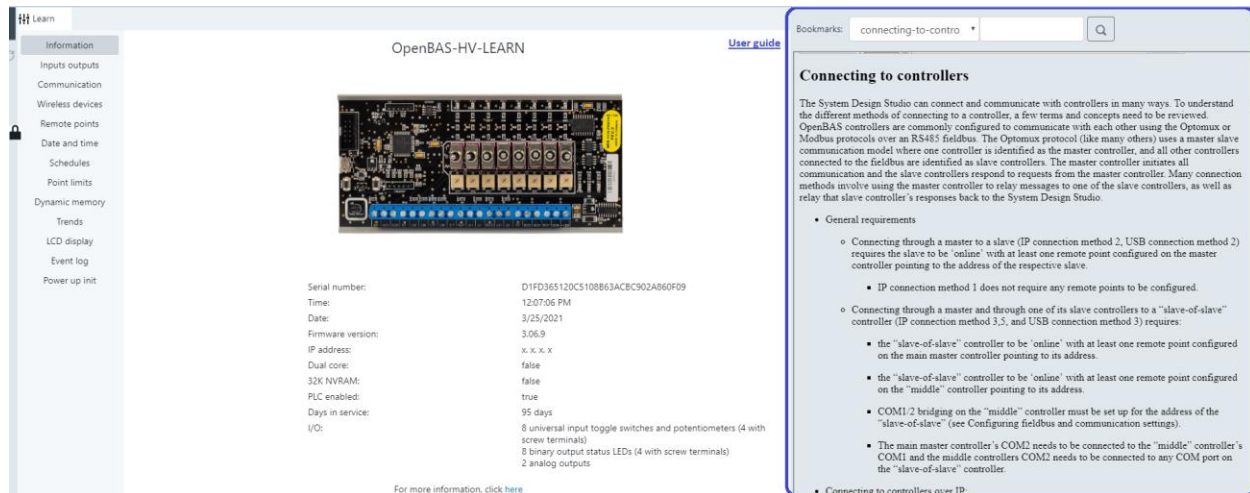 Learn
Information
Inputs outputs
Communication
Wireless devices
Remote points
Date and time
Schedules
Point limits
Dynamic memory
Trends
LCD display
Event log
Power up init
OpenBAS-HV-LEARN
User guide
Serial number: D1FD365120C5108B63ACBC902A860F09
Time: 12:07:06 PM
Date: 3/25/2021
Firmware version: 3.06.9
IP address: x. x. x. x
Dual core: false
32K NVRAM: false
PLC enabled: true
Days in service: 95 days
I/O: 8 universal input toggle switches and potentiometers (4 with
screw terminals)
8 binary output status LEDs (4 with screw terminals)
2 analog outputs
For more information, click here
Bookmarks: connecting-to-contro
Connecting to controllers
The System Design Studio can connect and communicate with controllers in many ways. To understand
the different methods of connecting to a controller, a few terms and concepts need to be reviewed.
OpenBAS controllers are commonly configured to communicate with each other using the Optomux or
Modbus protocols over an RS485 fieldbus. The Optomux protocol (like many others) uses a master slave
communication model where one controller is identified as the master controller, and all other controllers
connected to the fieldbus are identified as slave controllers. The master controller initiates all
communication and the slave controllers respond to requests from the master controller. Many connection
methods involve using the master controller to relay messages to one of the slave controllers, as well as
relay that slave controller's responses back to the System Design Studio.
• General requirements
○ Connecting through a master to a slave (IP connection method 2, USB connection method 2)
requires the slave to be 'online' with at least one remote point configured on the master
controller pointing to the address of the respective slave.
▪ IP connection method 1 does not require any remote points to be configured.
○ Connecting through a master and through one of its slave controllers to a “slave-of-slave”
controller (IP connection method 3,5, and USB connection method 3) requires:
▪ the “slave-of-slave” controller to be 'online' with at least one remote point configured
on the main master controller pointing to its address.
▪ the “slave-of-slave” controller to be 'online' with at least one remote point configured
on the “middle” controller pointing to its address.
▪ COM1/2 bridging on the “middle” controller must be set up for the address of the
“slave-of-slave” (see Configuring fieldbus and communication settings).
▪ The main master controller's COM2 needs to be connected to the “middle” controller's
COM1 and the middle controllers COM2 needs to be connected to any COM port on
the “slave-of-slave” controller.
• Connecting to controllers over IP: